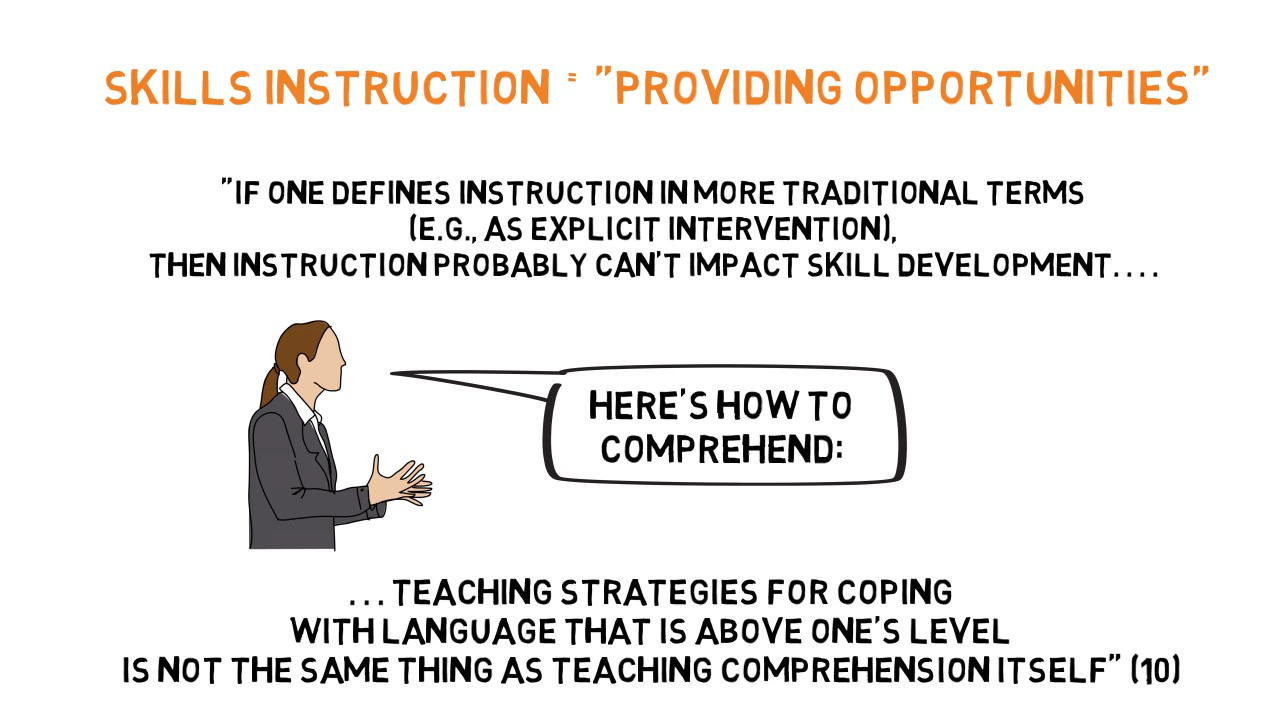 SKILLS INSTRUCTION = "PROVIDING OPPORTUNITIES"
"IF ONE DEFINES INSTRUCTION IN MORE TRADITIONAL TERMS
(E.G., AS EXPLICIT INTERVENTION),
THEN INSTRUCTION PROBABLY CAN'T IMPACT SKILL DEVELOPMENT. . . .
HERE'S HOW TO
COMPREHEND:
. . . TEACHING STRATEGIES FOR COPING
WITH LANGUAGE THAT IS ABOVE ONE'S LEVEL
IS NOT THE SAME THING AS TEACHING COMPREHENSION ITSELF" (10)